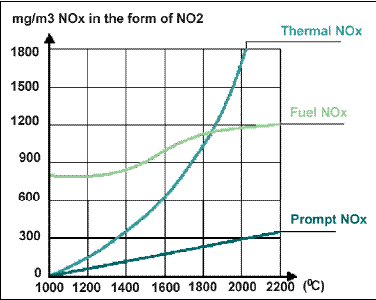 mg/m3 NOx in the form of NO2
Thermal NOx
1800
1500
Fuel NOx
1200
900
600
Prompt NOx
300
0
1000 1200 1400 1600 1800 2000 2200 (⁰C)